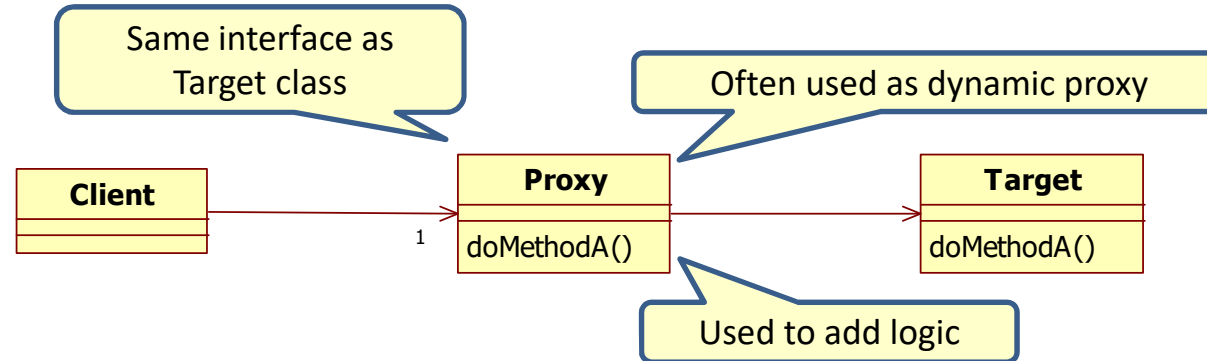 Same interface as
Target class
Often used as dynamic proxy
Client
1
Proxy
doMethodA()
Target
doMethodA()
Used to add logic